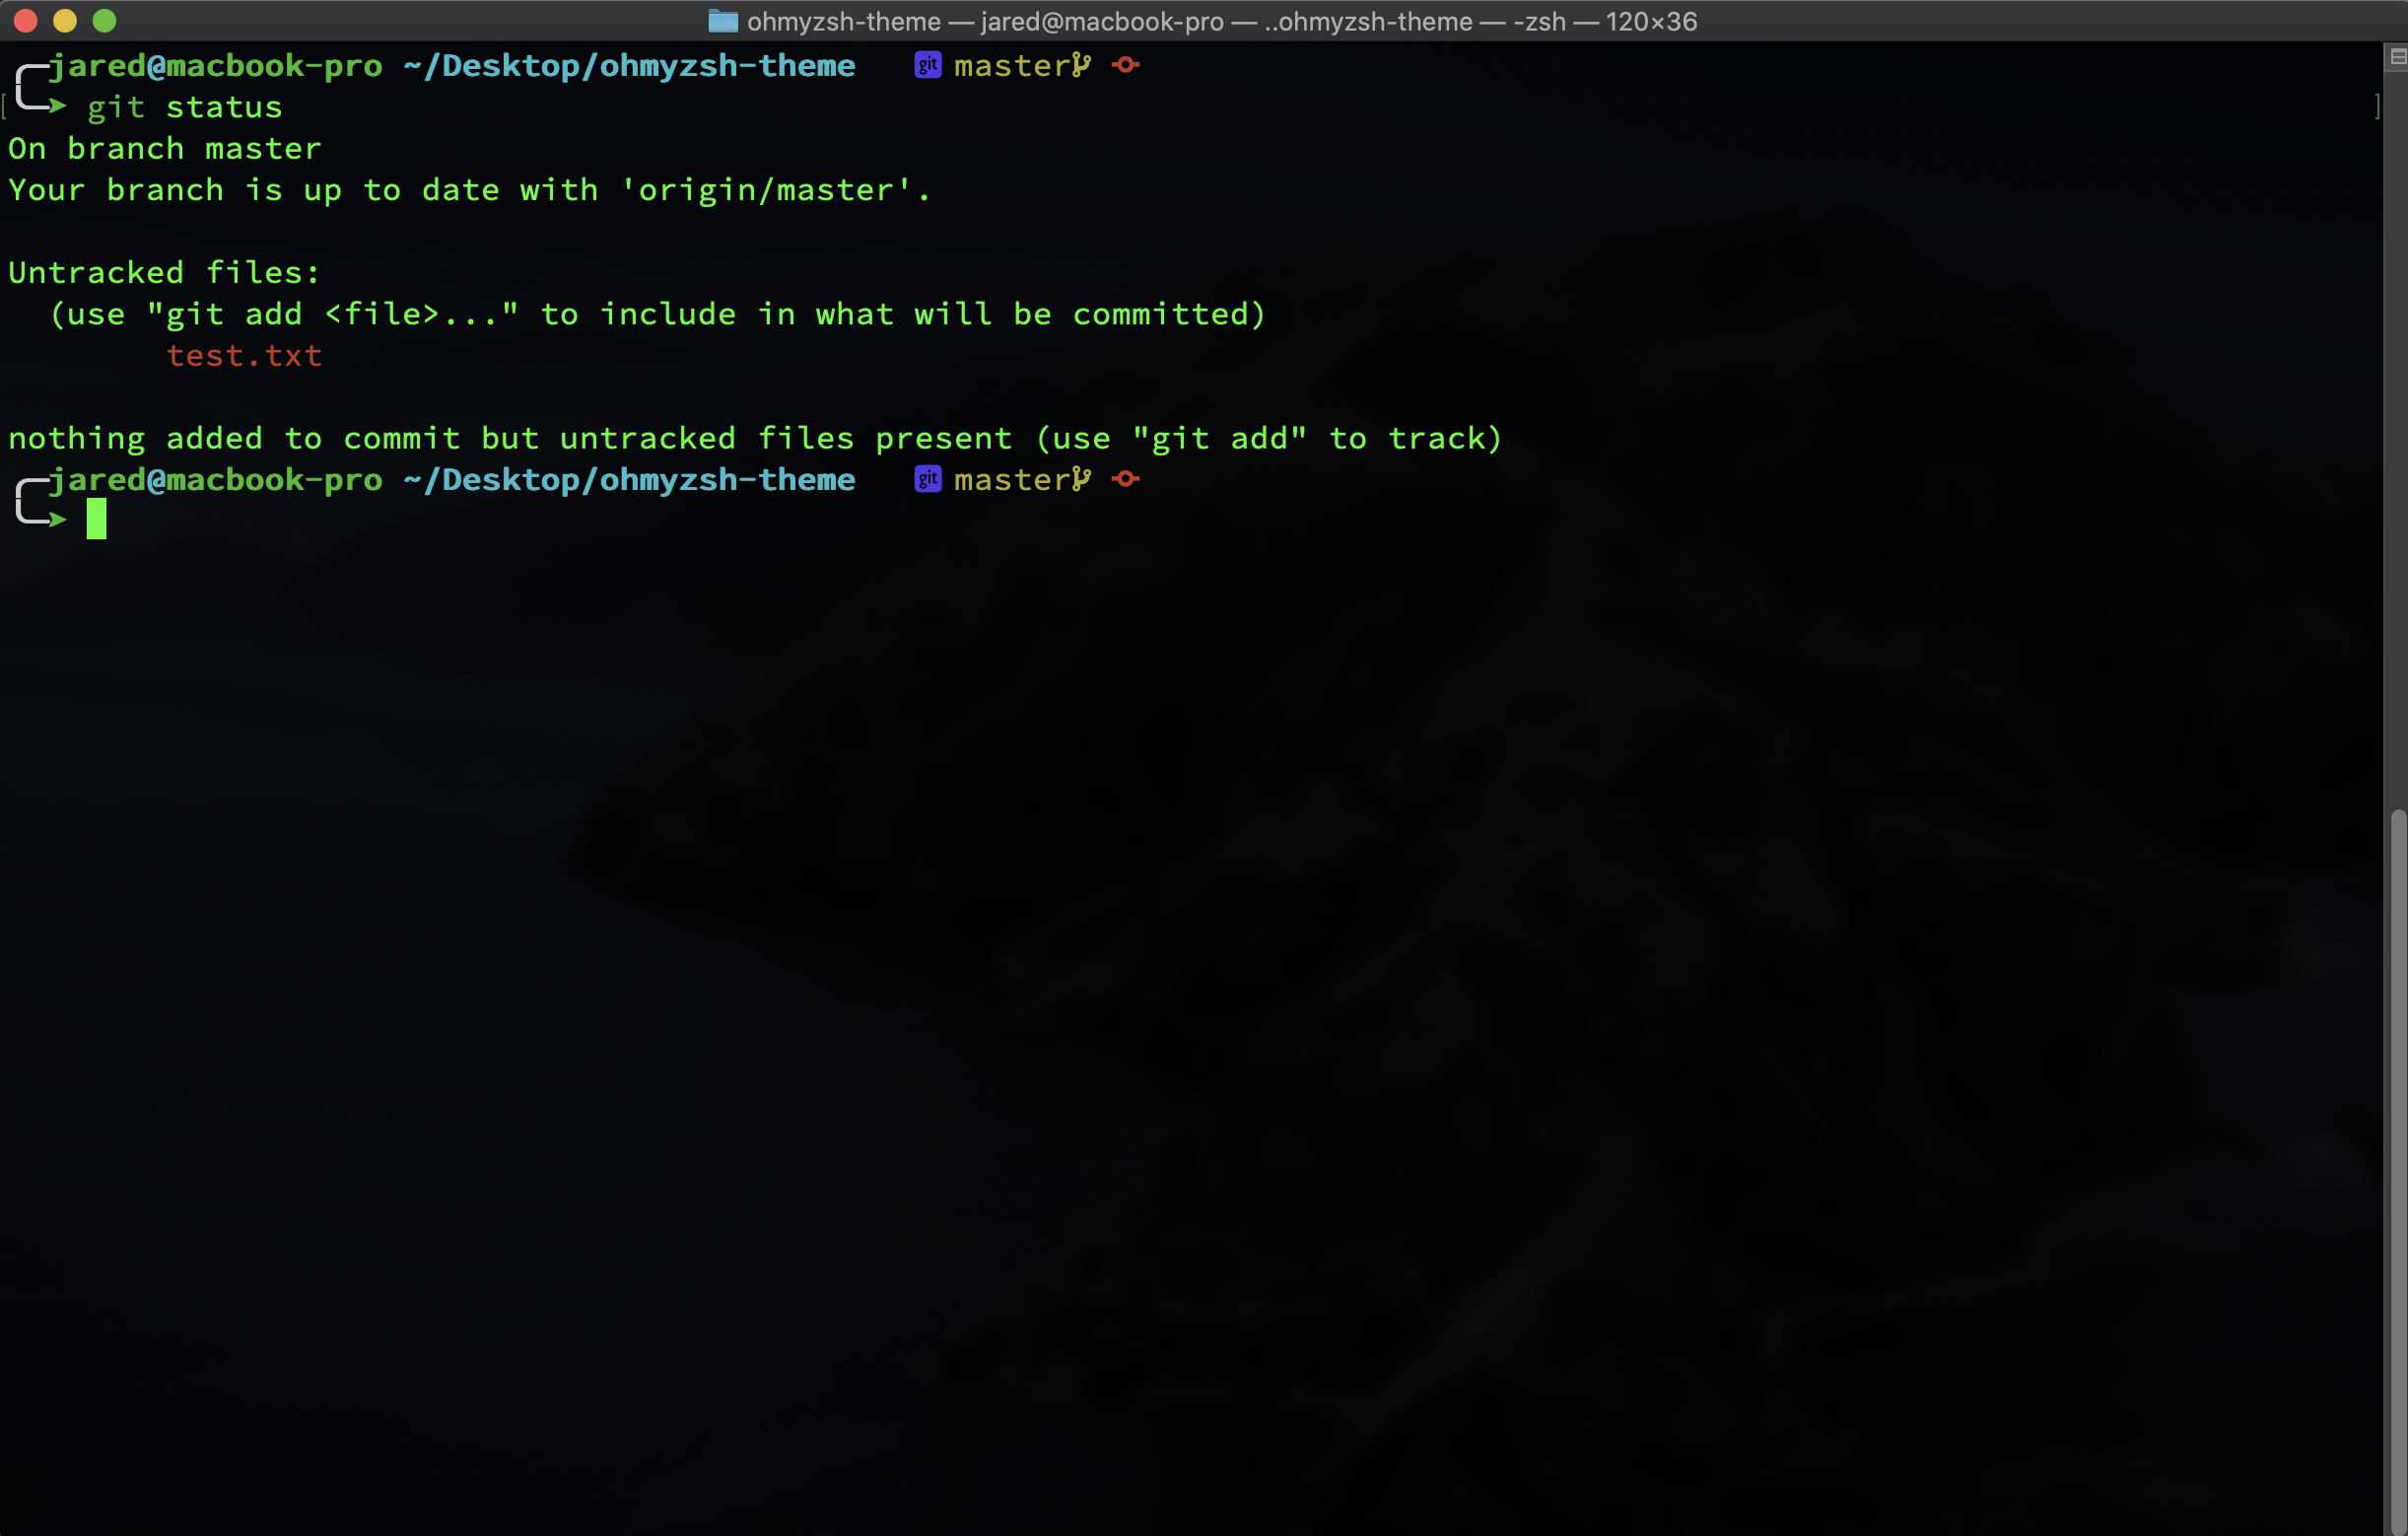 ohmyzsh-theme — jared@macbook-pro — ..ohmyzsh-theme — -zsh — 120×36
╭─jared@macbook-pro ~/Desktop/ohmyzsh-theme git master
╰─➤ git status
On branch master
Your branch is up to date with 'origin/master'.
Untracked files:
(use "git add <file>..." to include in what will be committed)
test.txt
nothing added to commit but untracked files present (use "git add" to track)
╭─jared@macbook-pro ~/Desktop/ohmyzsh-theme git master
╰─➤